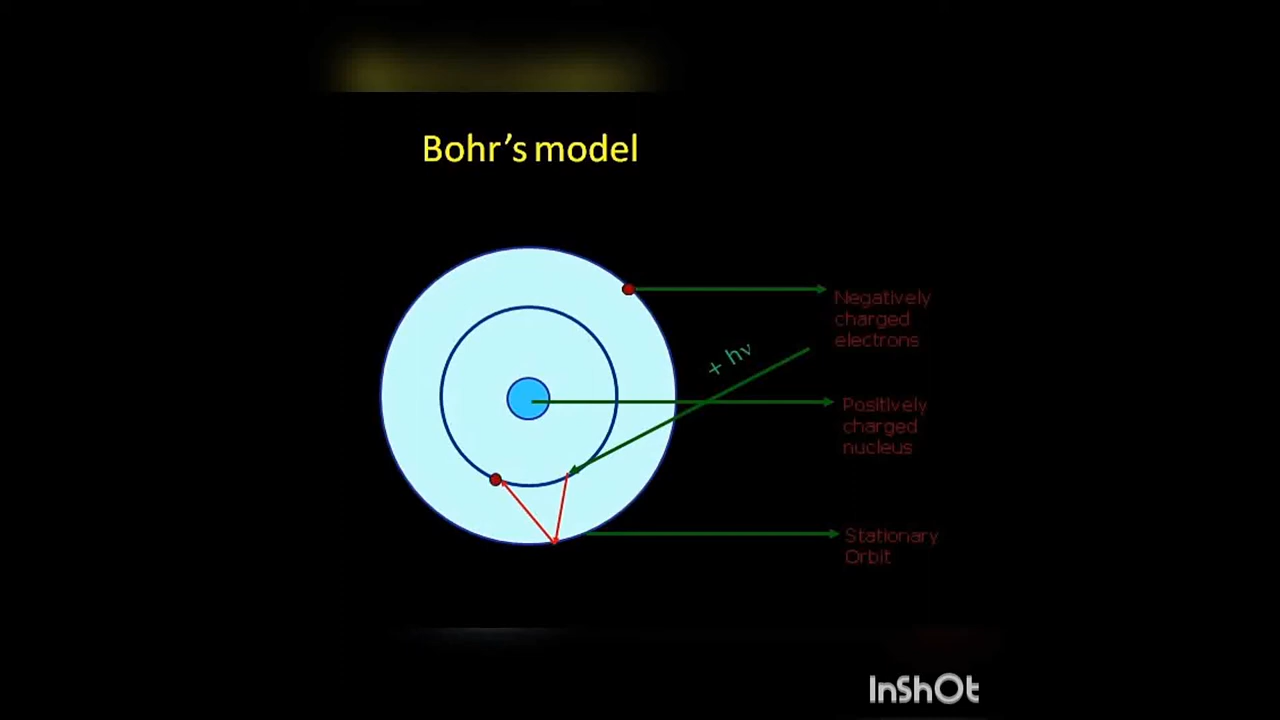 Bohr's model
Negatively
charged
electrons
+ hν
Positively
charged
nucleus
Stationary
Orbit
InShOt